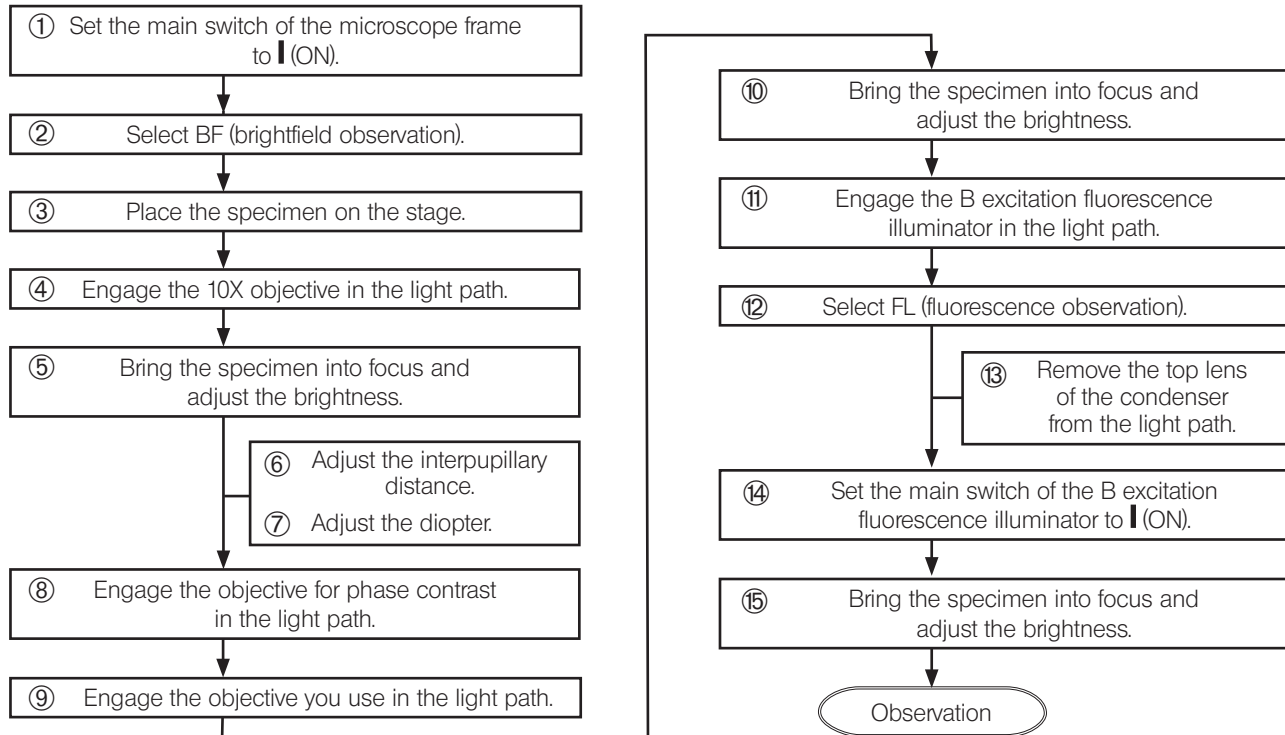 ① Set the main switch of the microscope frame
to I (ON).
② Select BF (brightfield observation).
③ Place the specimen on the stage.
④ Engage the 10X objective in the light path.
⑤ Bring the specimen into focus and
adjust the brightness.
⑥ Adjust the interpupillary
distance.
⑦ Adjust the diopter.
⑧ Engage the objective for phase contrast
in the light path.
⑨ Engage the objective you use in the light path.
⑩ Bring the specimen into focus and
adjust the brightness.
⑪ Engage the B excitation fluorescence
illuminator in the light path.
⑫ Select FL (fluorescence observation).
⑬ Remove the top lens
of the condenser
from the light path.
⑭ Set the main switch of the B excitation
fluorescence illuminator to I (ON).
⑮ Bring the specimen into focus and
adjust the brightness.
Observation